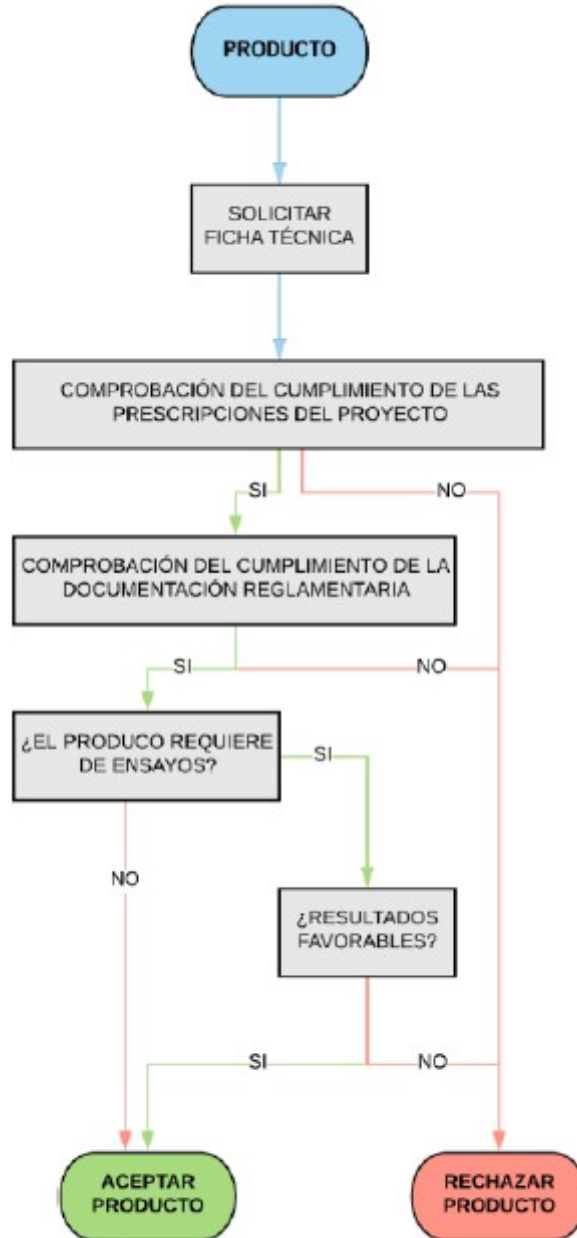 PRODUCTO
SOLICITAR
FICHA TÉCNICA
COMPROBACIÓN DEL CUMPLIMIENTO DE LAS
PRESCRIPCIONES DEL PROYECTO
SI
NO
COMPROBACIÓN DEL CUMPLIMIENTO DE LA
DOCUMENTACIÓN REGLAMENTARIA
SI
NO
¿EL PRODUCO REQUIERE
DE ENSAYOS?
SI
NO
¿RESULTADOS
FAVORABLES?
SI
NO
ACEPTAR
PRODUCTO
RECHAZAR
PRODUCTO